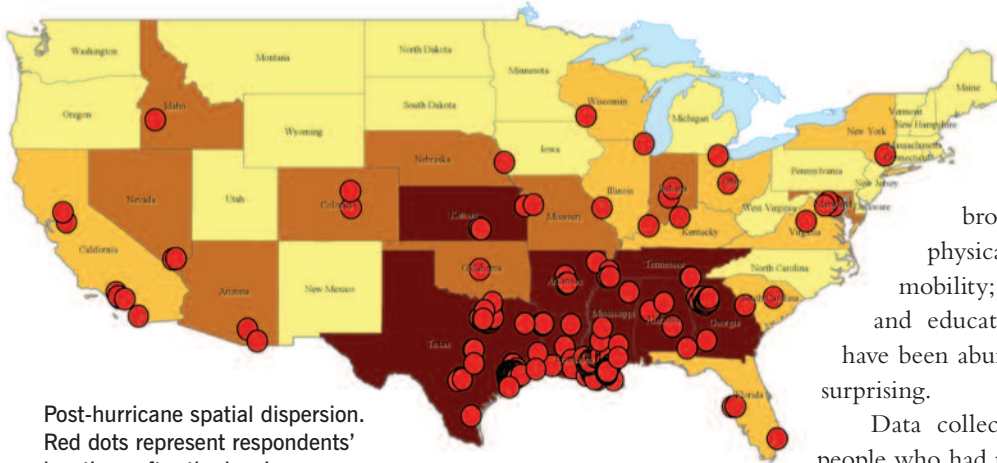 Washington
Montana
North Dakota
Minnesota
Maine
Oregon
Idaho
South Dakota
Wisconsin
Michigan
Vermont
New Hampshire
New York
Massachusetts
Connecticut
Wyoming
Iowa
Nebraska
Pennsylvania
New Jersey
Nevada
Utah
Colorado
Illinois
Indiana
Ohio
West Virginia
Maryland
Delaware
Virginia
California
Kansas
Missouri
Kentucky
Arizona
New Mexico
Oklahoma
Arkansas
Tennessee
North Carolina
South Carolina
Texas
Mississippi
Alabama
Georgia
Florida
Post-hurricane spatial dispersion.
Red dots represent respondents'
bro
physica
mobility;
and educat
have been abu
surprising.
Data collec